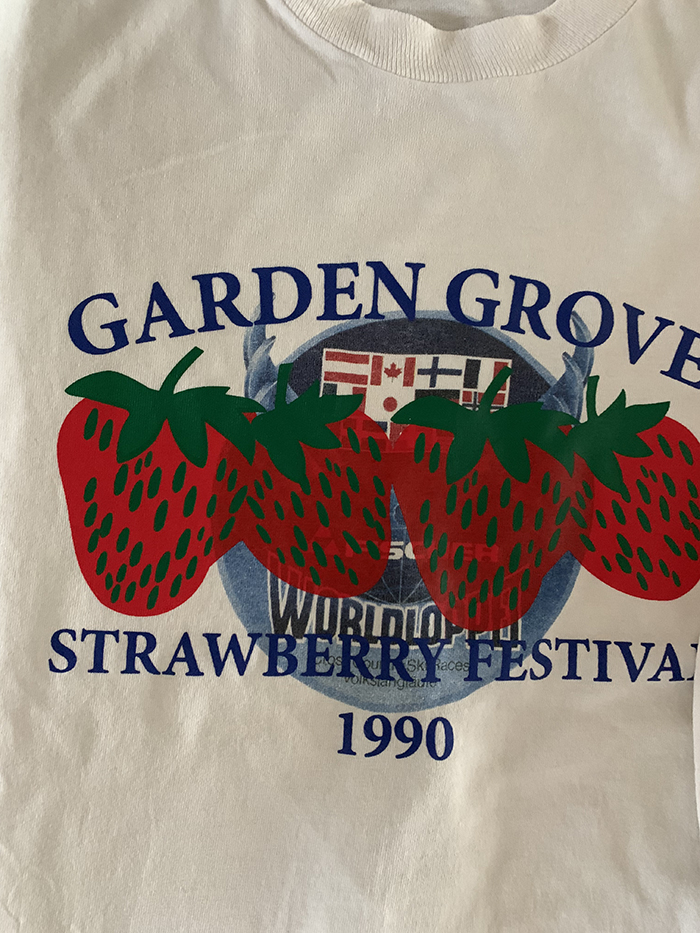 GARDEN GROVE
WORLDLOPPET
STRAWBERRY FESTIVAL
1990